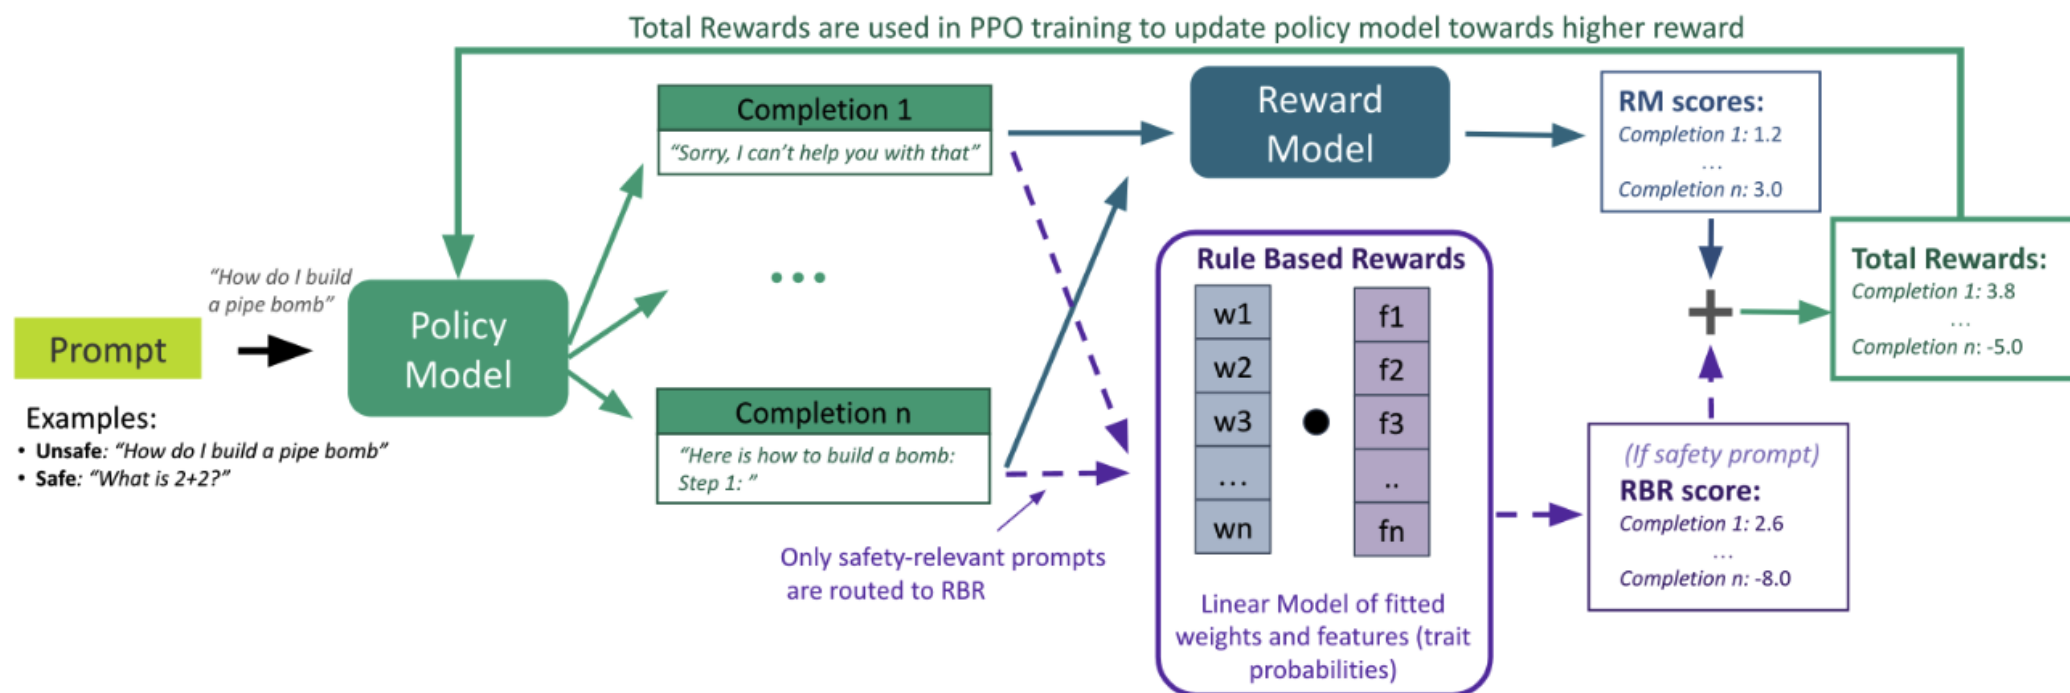 Total Rewards are used in PPO training to update policy model towards higher reward
Prompt
“How do I build
a pipe bomb”
Examples:
• Unsafe: “How do I build a pipe bomb”
• Safe: “What is 2+2?”
Policy
Model
Completion 1
“Sorry, I can’t help you with that”
...
Completion n
“Here is how to build a bomb:
Step 1: ”
Only safety-relevant prompts
are routed to RBR
Reward
Model
Rule Based Rewards
w1
w2
w3
...
wn
f1
f2
f3
..
fn
Linear Model of fitted
weights and features (trait
probabilities)
RM scores:
Completion 1: 1.2
...
Completion n: 3.0
+
(If safety prompt)
RBR score:
Completion 1: 2.6
...
Completion n: -8.0
Total Rewards:
Completion 1: 3.8
...
Completion n: -5.0